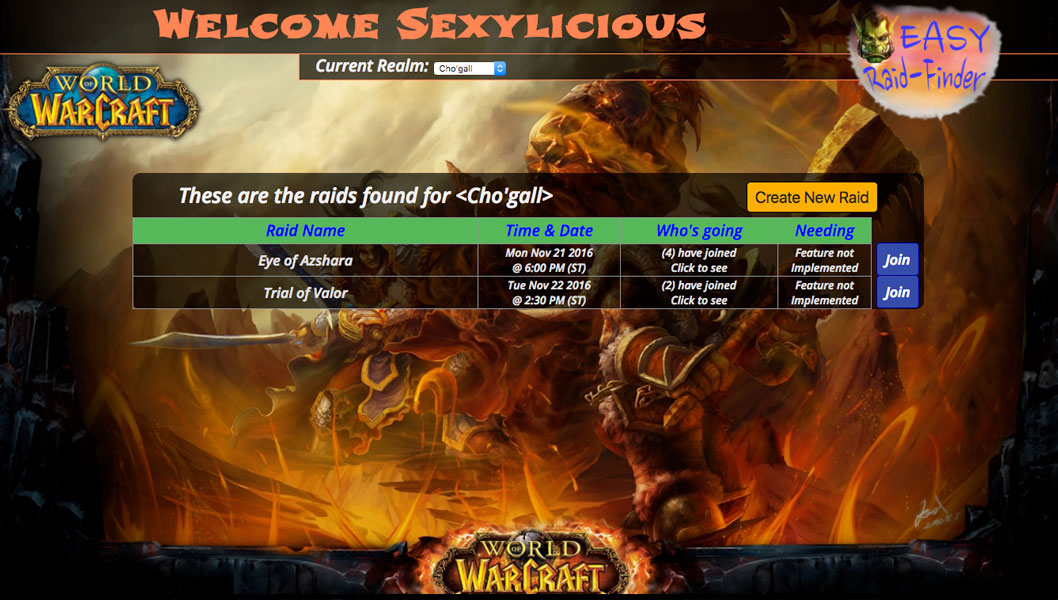 Welcome Sexylicious
EASY
Raid-Finder
Current Realm: Cho'gall
WORLD
OF
WARCRAFT
These are the raids found for <Cho'gall>
Create New Raid
Raid Name Time & Date Who's going Needing
Eye of Azshara
Mon Nov 21 2016
@ 6:00 PM (ST)
(4) have joined
Click to see
Feature not
Implemented
Join
Trial of Valor
Tue Nov 22 2016
@ 2:30 PM (ST)
(2) have joined
Click to see
Feature not
Implemented
Join
WORLD
OF
WARCRAFT